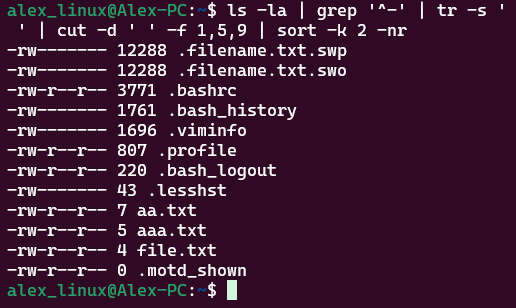 alex_linux@Alex-PC:~$ ls -la | grep '^-' | tr -s '
 ' | cut -d ' ' -f 1,5,9 | sort -k 2 -nr
-rw------- 12288 .filename.txt.swp
-rw------- 12288 .filename.txt.swo
-rw-r--r-- 3771 .bashrc
-rw------- 1761 .bash_history
-rw------- 1696 .viminfo
-rw-r--r-- 807 .profile
-rw-r--r-- 220 .bash_logout
-rw------- 43 .lesshst
-rw-r--r-- 7 aa.txt
-rw-r--r-- 5 aaa.txt
-rw-r--r-- 4 file.txt
-rw-r--r-- 0 .motd_shown
alex_linux@Alex-PC:~$